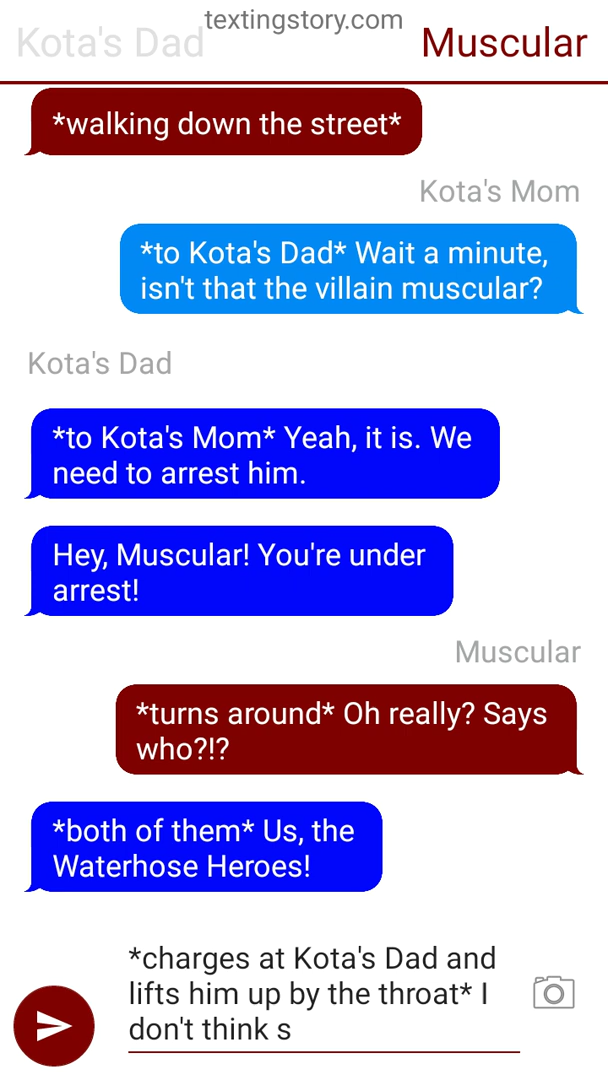 textingstory.com
Kota's Dad
Muscular
*walking down the street*
Kota's Mom
*to Kota's Dad* Wait a minute,
isn't that the villain muscular?
Kota's Dad
*to Kota's Mom* Yeah, it is. We
need to arrest him.
Hey, Muscular! You're under
arrest!
Muscular
*turns around* Oh really? Says
who?!?
*both of them* Us, the
Waterhose Heroes!
*charges at Kota's Dad and
lifts him up by the throat* I
don't think s